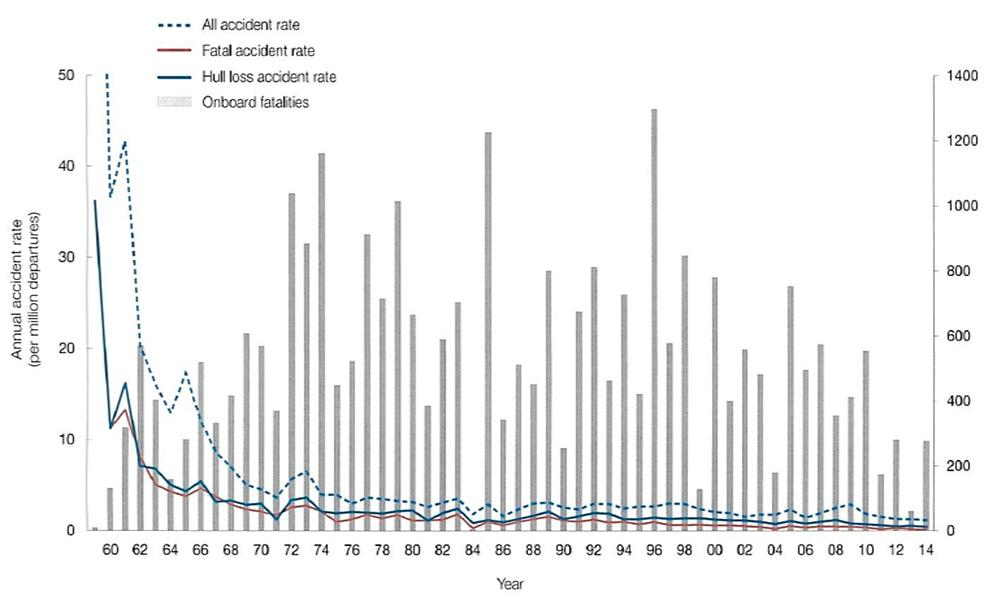 All accident rate
Fatal accident rate
Hull loss accident rate
Onboard fatalities
50
40
30
20
10
0
Annual accident rate
(per million departures)
1400
1200
1000
800
600
400
200
0
60 62 64 66 68 70 72 74 76 78 80 82 84 86 88 90 92 94 96 98 00 02 04 06 08 10 12 14
Year